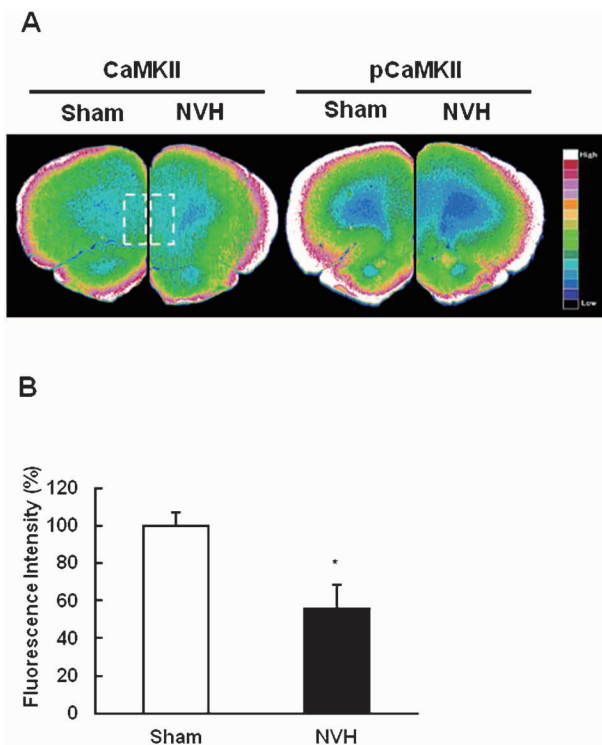 A
CaMKII pCaMKII
Sham NVH Sham NVH
High
Low
B
Fluorescence Intensity (%)
120
100
80
60
40
20
0
*
Sham NVH